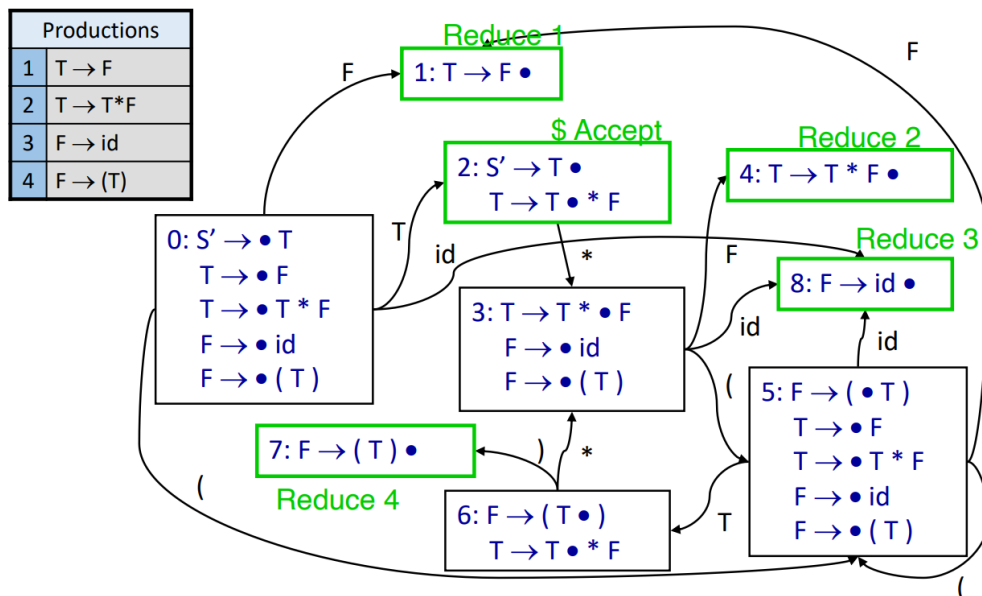 Productions
1 T → F
2 T → T*F
3 F → id
4 F → (T)
Reduce 1
F
1: T → F •
F
$ Accept
2: S' → T •
T → T • * F
Reduce 2
4: T → T * F •
0: S' → • T
T → • F
T → • T * F
F → • id
F → • ( T )
T
id
*
F
Reduce 3
8: F → id •
3: T → T * • F
F → • id
F → • ( T )
id
id
(
5: F → ( • T )
T → • F
T → • T * F
F → • id
F → • ( T )
7: F → ( T ) •
)
*
Reduce 4
(
6: F → ( T • )
T → T • * F
T
(